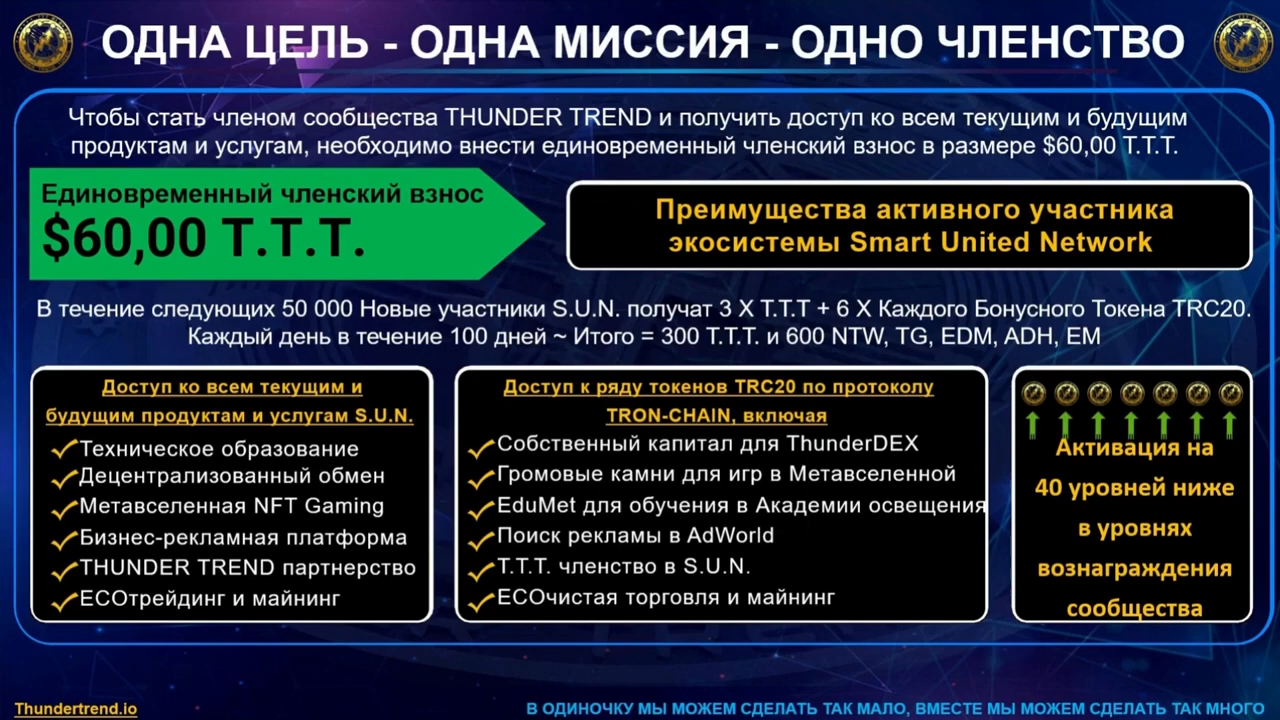 ОДНА ЦЕЛЬ - ОДНА МИССИЯ - ОДНО ЧЛЕНСТВО
Чтобы стать членом сообщества THUNDER TREND и получить доступ ко всем текущим и будущим
продуктам и услугам, необходимо внести единовременный членский взнос в размере $60,00 T.T.T.
Единовременный членский взнос
$60,00 T.T.T.
Преимущества активного участника
экосистемы Smart United Network
В течение следующих 50 000 Новые участники S.U.N. получат 3 X T.T.T + 6 X Каждого Бонусного Токена TRC20.
Каждый день в течение 100 дней ~ Итого = 300 T.T.T. и 600 NTW, TG, EDM, ADH, EM
Доступ ко всем текущим и
будущим продуктам и услугам S.U.N.
Техническое образование
Децентрализованный обмен
Метавселенная NFT Gaming
Бизнес-рекламная платформа
THUNDER TREND партнерство
ECOтрейдинг и майнинг
Доступ к ряду токенов TRC20 по протоколу
TRON-CHAIN, включая
Собственный капитал для ThunderDEX
Громовые камни для игр в Метавселенной
EduMet для обучения в Академии освещения
Поиск рекламы в AdWorld
T.T.T. членство в S.U.N.
ECOчистая торговля и майнинг
Активация на
40 уровней ниже
в уровнях
вознаграждения
сообщества
Thundertrend.io
В ОДИНОЧКУ МЫ МОЖЕМ СДЕЛАТЬ ТАК МАЛО, ВМЕСТЕ МЫ МОЖЕМ СДЕЛАТЬ ТАК МНОГО